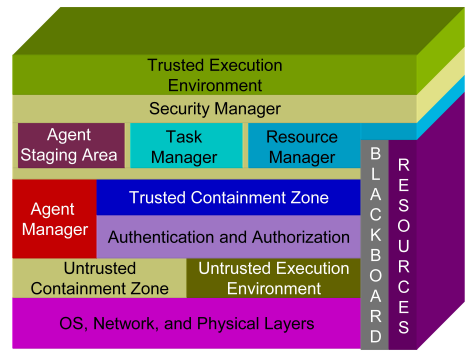 Trusted Execution
Environment
Security Manager
Agent
Staging Area
Task
Manager
Resource
Manager
Agent
Manager
Trusted Containment Zone
Authentication and Authorization
Untrusted
Containment Zone
Untrusted Execution
Environment
OS, Network, and Physical Layers
BLACKBOARD
RESOURCES